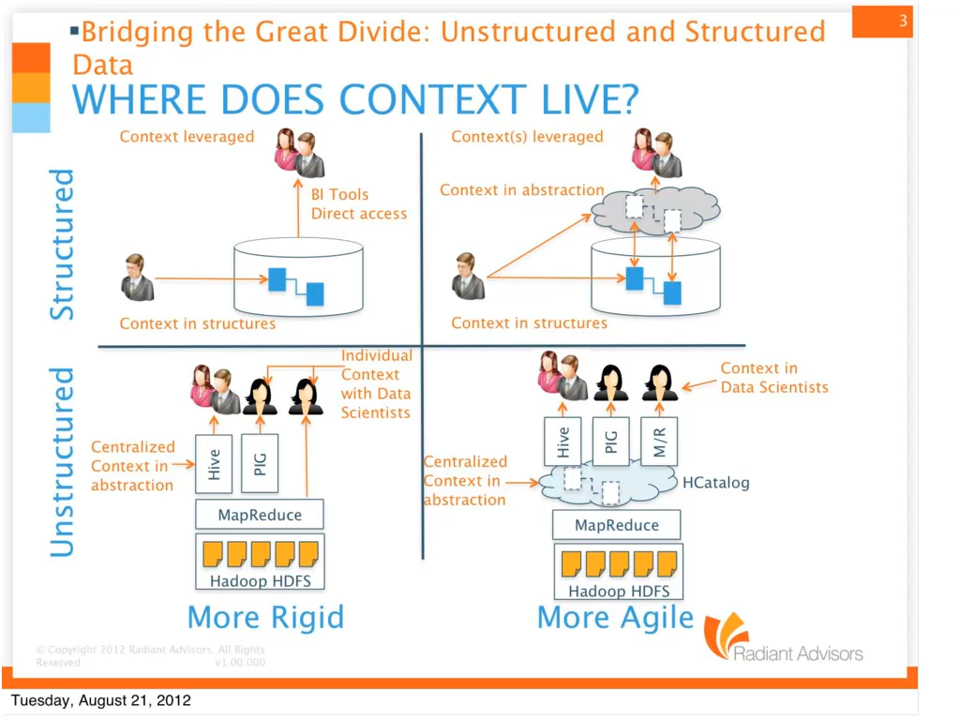 3
▪Bridging the Great Divide: Unstructured and Structured
Data
WHERE DOES CONTEXT LIVE?
Structured
Context leveraged
BI Tools
Direct access
Context in structures
Context(s) leveraged
Context in abstraction
Context in structures
Unstructured
Individual
Context
with Data
Scientists
Centralized
Context in
abstraction
Hive
PIG
MapReduce
Hadoop HDFS
Context in
Data Scientists
Centralized
Context in
abstraction
Hive
PIG
M/R
HCatalog
MapReduce
Hadoop HDFS
More Rigid
More Agile
© Copyright 2012 Radiant Advisors. All Rights
Reserved v1.00.000
Radiant Advisors
Tuesday, August 21, 2012